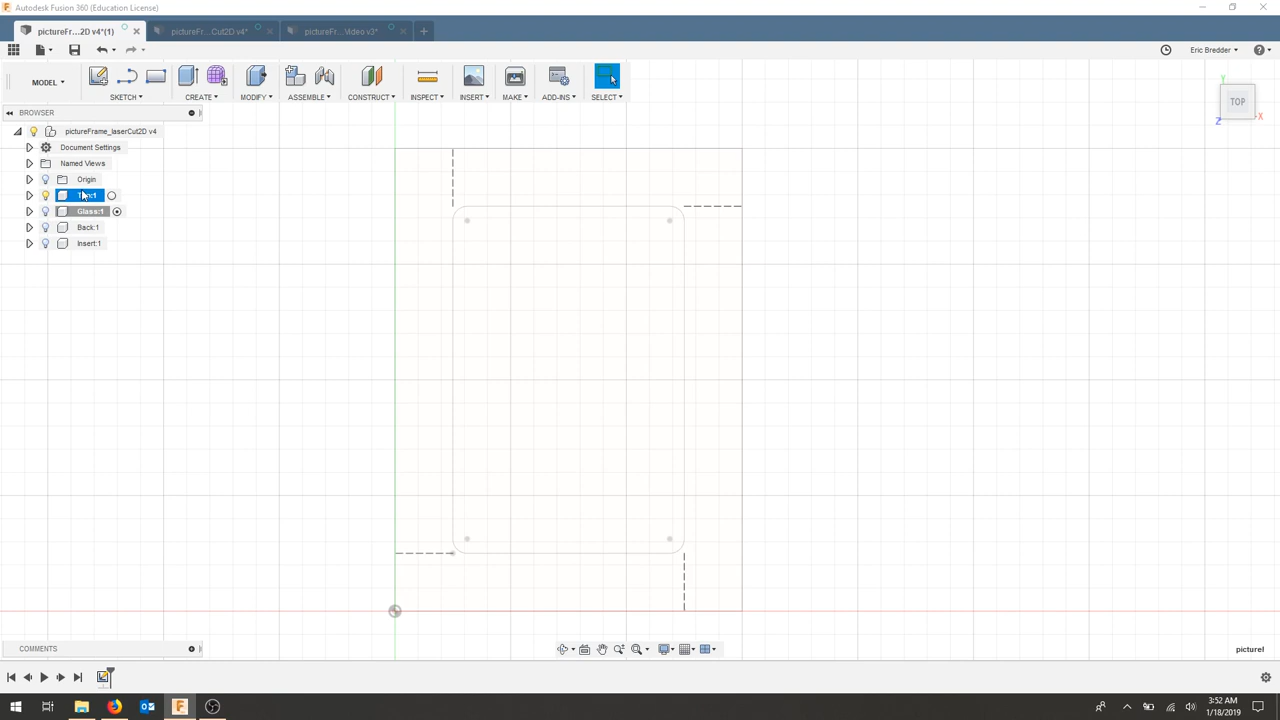 Autodesk Fusion 360 (Education License)
pictureFr...2D v4*(1)
pictureFr...Cut2D v4*
pictureFr...Video v3*
Eric Bredder
MODEL
SKETCH
CREATE
MODIFY
ASSEMBLE
CONSTRUCT
INSPECT
INSERT
MAKE
ADD-INS
SELECT
BROWSER
pictureFrame_laserCut2D v4
Document Settings
Named Views
Origin
Glass:1
Back:1
Insert:1
Y
TOP
X
Z
COMMENTS
pictureI
3:52 AM
1/18/2019